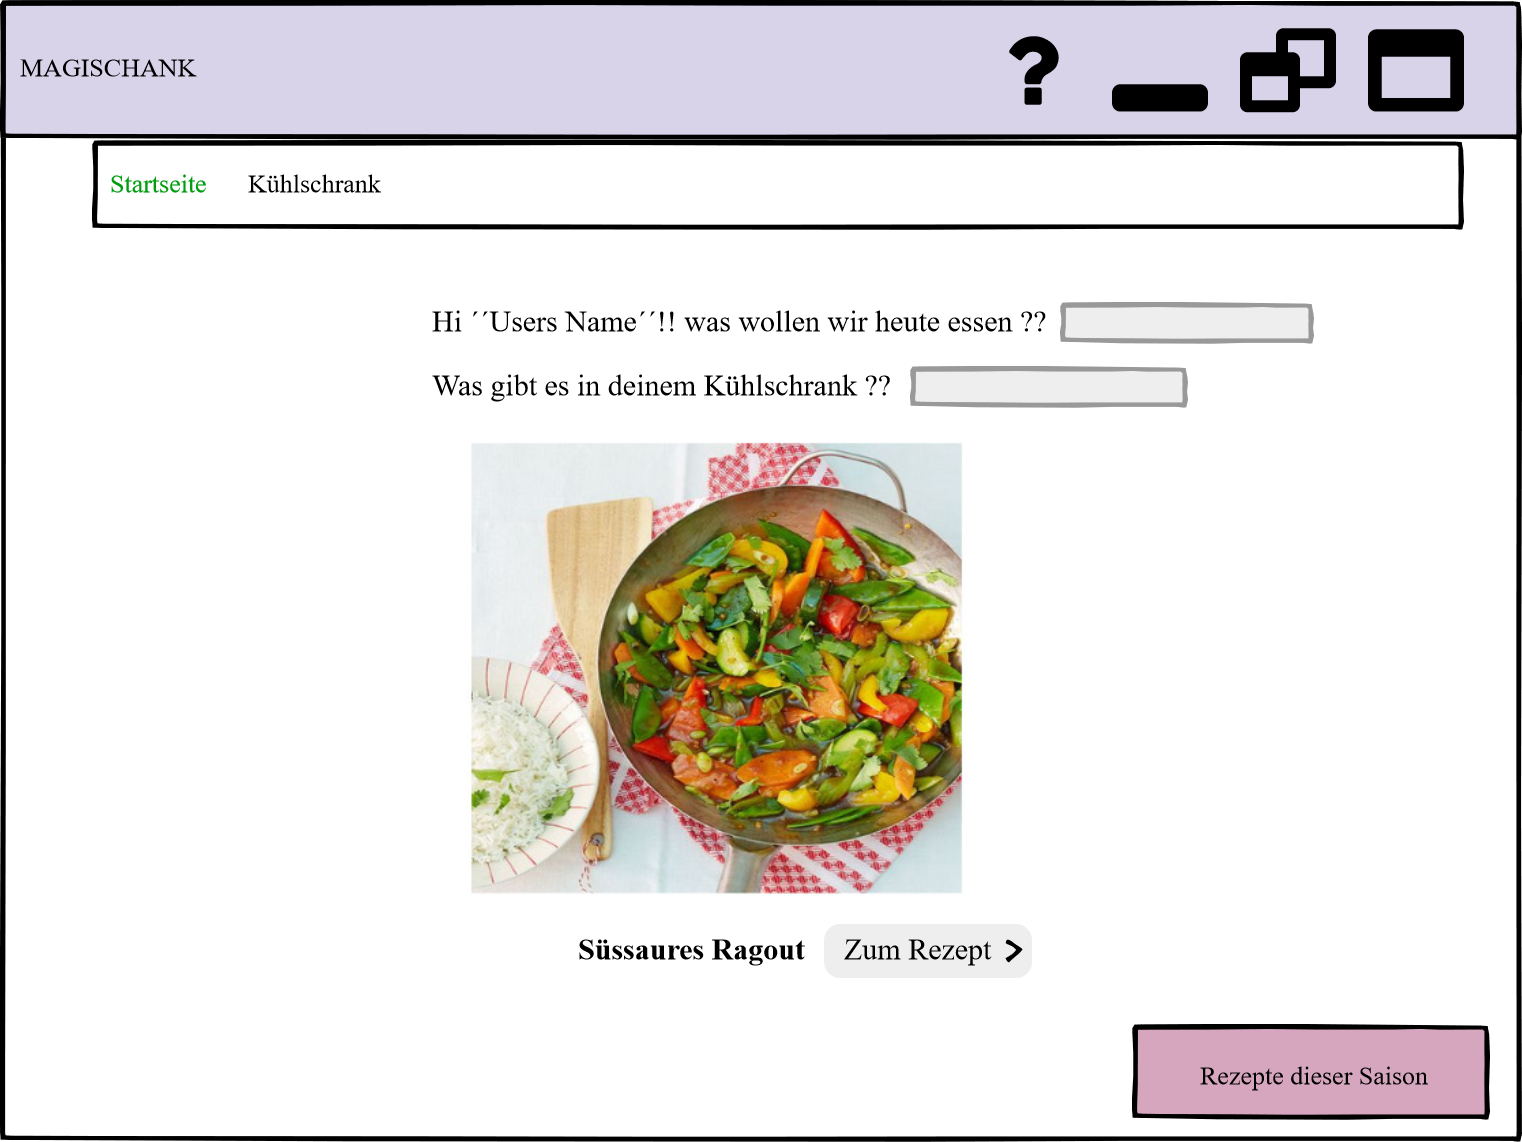 MAGISCHANK
Startseite Kühlschrank
Hi ´´Users Name´´!! was wollen wir heute essen ??
Was gibt es in deinem Kühlschrank ??
Süssaures Ragout Zum Rezept
Rezepte dieser Saison